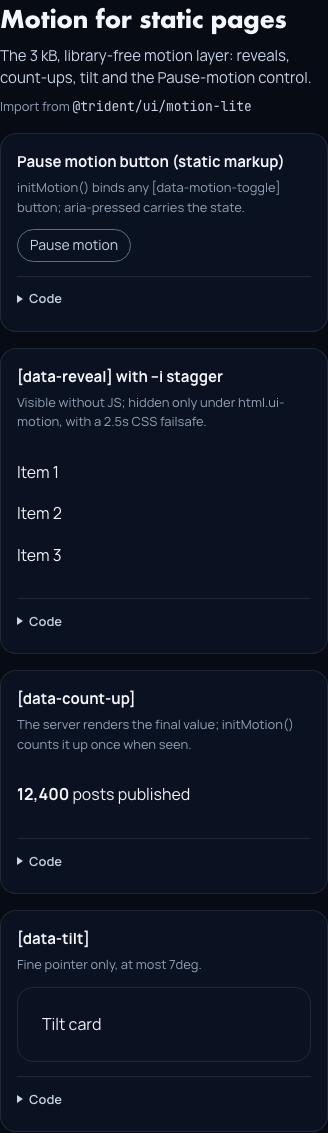 Motion for static pages
The 3 kB, library-free motion layer: reveals,
count-ups, tilt and the Pause-motion control.
Import from @trident/ui/motion-lite
Pause motion button (static markup)
initMotion() binds any [data-motion-toggle]
button; aria-pressed carries the state.
Pause motion
Code
[data-reveal] with –i stagger
Visible without JS; hidden only under html.ui-
motion, with a 2.5s CSS failsafe.
Item 1
Item 2
Item 3
Code
[data-count-up]
The server renders the final value; initMotion()
counts it up once when seen.
12,400 posts published
Code
[data-tilt]
Fine pointer only, at most 7deg.
Tilt card
Code